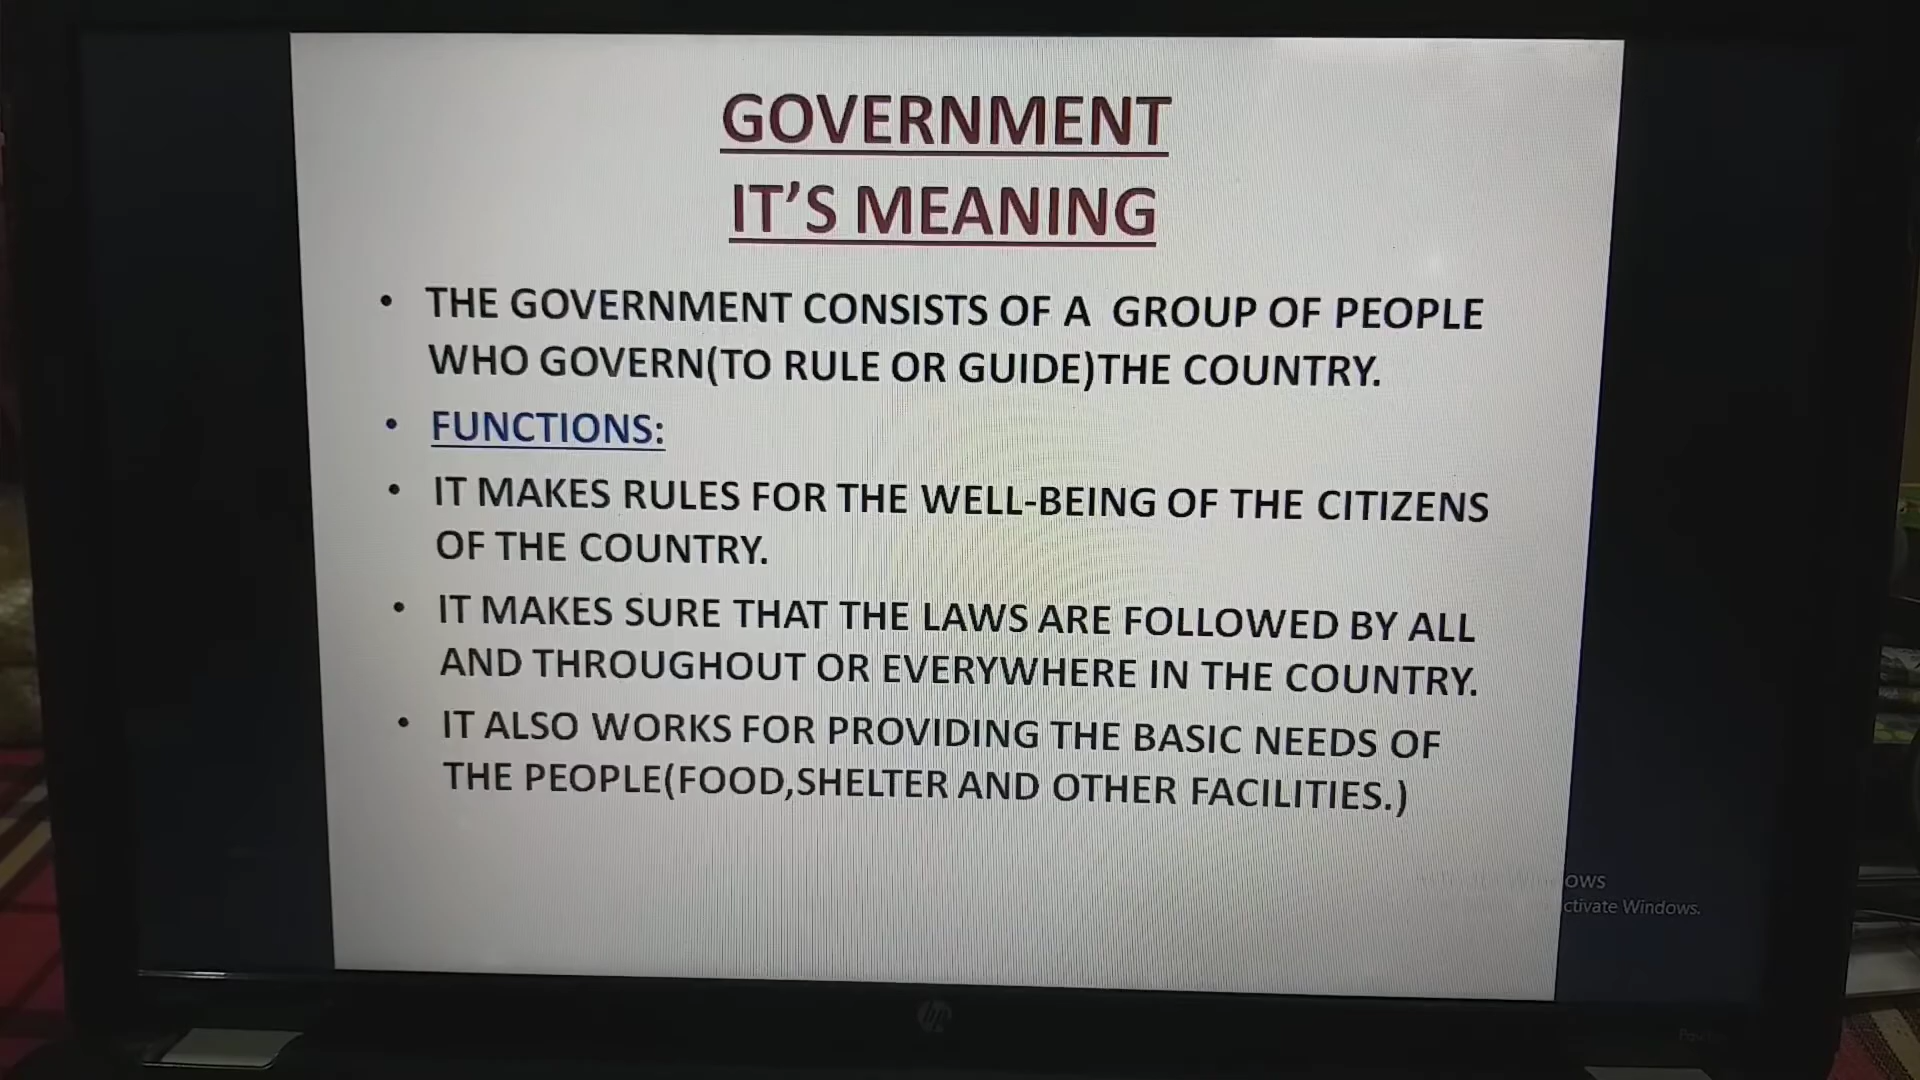 GOVERNMENT
IT'S MEANING
• THE GOVERNMENT CONSISTS OF A GROUP OF PEOPLE
WHO GOVERN(TO RULE OR GUIDE)THE COUNTRY.
• FUNCTIONS:
• IT MAKES RULES FOR THE WELL-BEING OF THE CITIZENS
OF THE COUNTRY.
• IT MAKES SURE THAT THE LAWS ARE FOLLOWED BY ALL
AND THROUGHOUT OR EVERYWHERE IN THE COUNTRY.
• IT ALSO WORKS FOR PROVIDING THE BASIC NEEDS OF
THE PEOPLE(FOOD,SHELTER AND OTHER FACILITIES.)
ows
ctivate Windows.
hp